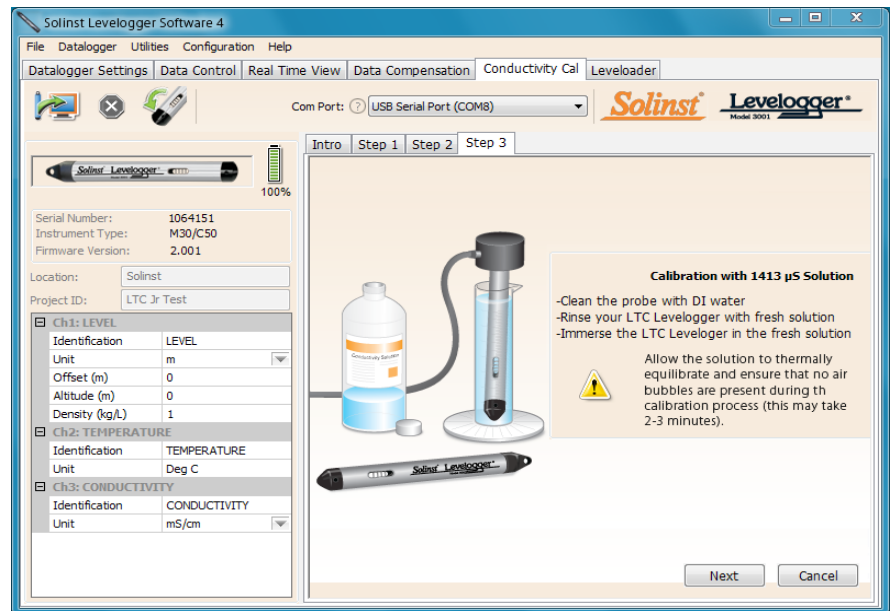 Solinst Levelogger Software 4
File Datalogger Utilities Configuration Help
Datalogger Settings Data Control Real Time View Data Compensation Conductivity Cal Leveloader
Com Port: ? USB Serial Port (COM8)
Solinst Levelogger
Model 3001
Intro Step 1 Step 2 Step 3
Solinst Levelogger
100%
Serial Number: 1064151
Instrument Type: M30/C50
Firmware Version: 2.001
Location: Solinst
Project ID: LTC Jr Test
Ch1: LEVEL
Identification LEVEL
Unit m
Offset (m) 0
Altitude (m) 0
Density (kg/L) 1
Ch2: TEMPERATURE
Identification TEMPERATURE
Unit Deg C
Ch3: CONDUCTIVITY
Identification CONDUCTIVITY
Unit mS/cm
Conductivity Solution
Solinst Levelogger
Calibration with 1413 µS Solution
-Clean the probe with DI water
-Rinse your LTC Levelogger with fresh solution
-Immerse the LTC Leveloger in the fresh solution
Allow the solution to thermally
equilibrate and ensure that no air
bubbles are present during th
calibration process (this may take
2-3 minutes).
Next Cancel